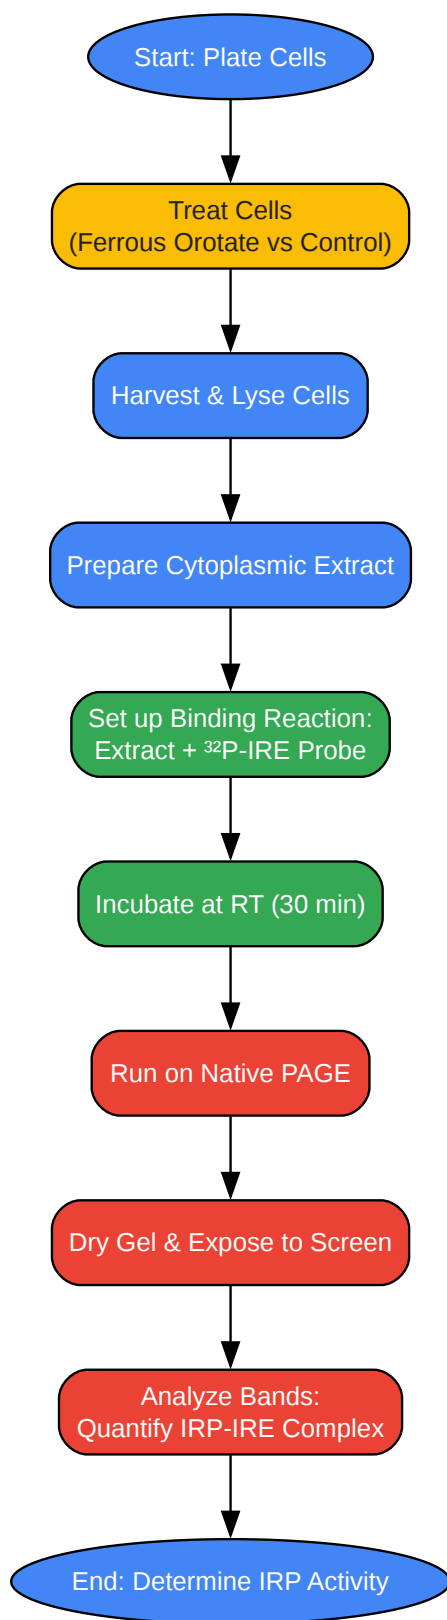 Start: Plate Cells
Treat Cells
(Ferrous Orotate vs Control)
Harvest & Lyse Cells
Prepare Cytoplasmic Extract
Set up Binding Reaction:
Extract + ³²P-IRE Probe
Incubate at RT (30 min)
Run on Native PAGE
Dry Gel & Expose to Screen
Analyze Bands:
Quantify IRP-IRE Complex
End: Determine IRP Activity